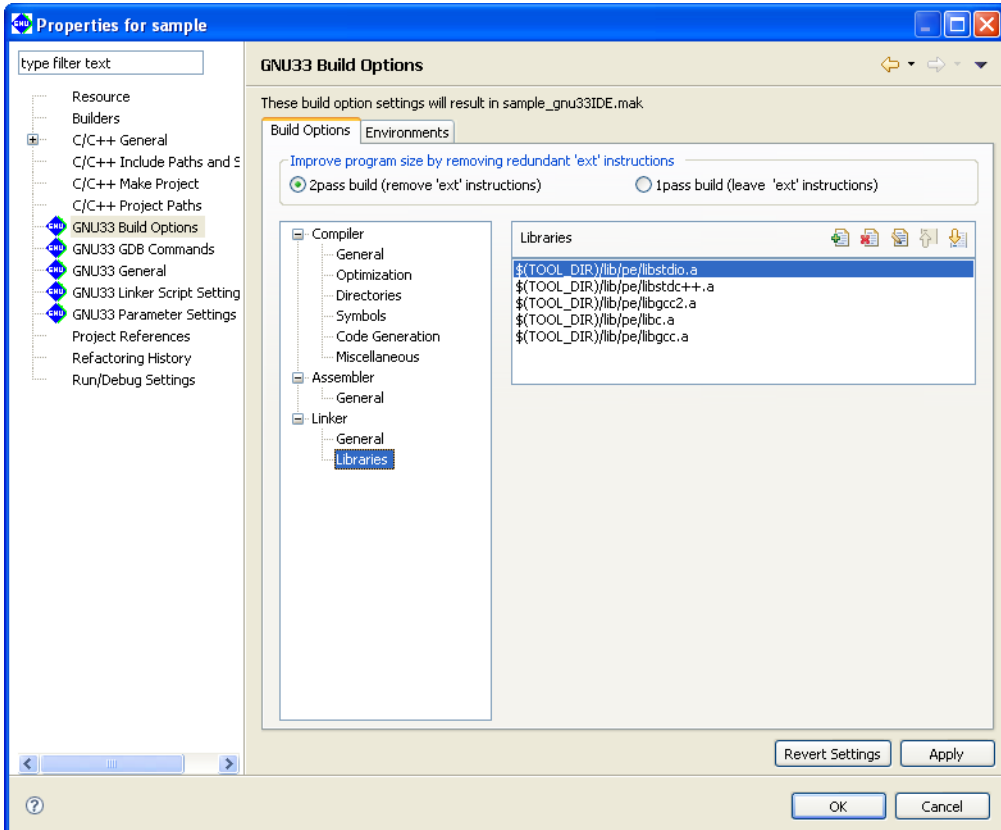 Properties for sample
type filter text
Resource
Builders
C/C++ General
C/C++ Include Paths and S
C/C++ Make Project
C/C++ Project Paths
GNU33 Build Options
GNU33 GDB Commands
GNU33 General
GNU33 Linker Script Setting
GNU33 Parameter Settings
Project References
Refactoring History
Run/Debug Settings
GNU33 Build Options
These build option settings will result in sample_gnu33IDE.mak
Build Options
Environments
Improve program size by removing redundant 'ext' instructions
2pass build (remove 'ext' instructions)
1pass build (leave 'ext' instructions)
Compiler
General
Optimization
Directories
Symbols
Code Generation
Miscellaneous
Assembler
General
Linker
General
Libraries
Libraries
$(TOOL_DIR)/lib/pe/libstdio.a
$(TOOL_DIR)/lib/pe/libstdc++.a
$(TOOL_DIR)/lib/pe/libgcc2.a
$(TOOL_DIR)/lib/pe/libc.a
$(TOOL_DIR)/lib/pe/libgcc.a
Revert Settings
Apply
OK
Cancel